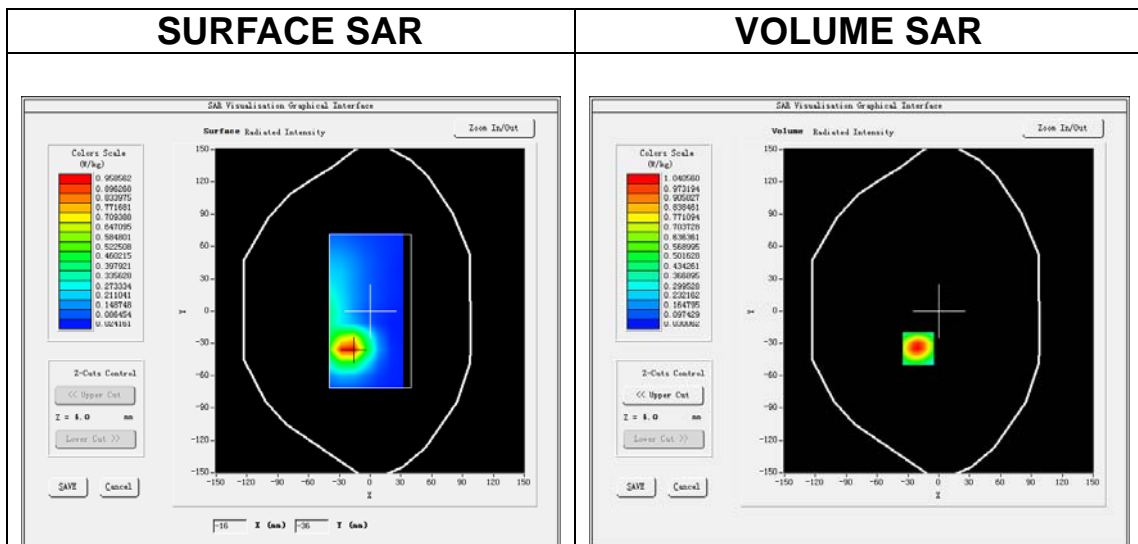 SURFACE SAR
VOLUME SAR
SAR Visualisation Graphical Interface
Surface Radiated Intensity
Zoom In/Out
Colors Scale
(W/kg)
0.958562
0.896268
0.833975
0.771681
0.709388
0.647095
0.584801
0.522508
0.460215
0.397921
0.335628
0.273334
0.211041
0.148748
0.086454
0.024161
150
120
90
60
30
0
-30
-60
-90
-120
-150
Y
-150 -120 -90 -60 -30 0 30 60 90 120 150
X
Z-Cuts Control
<< Upper Cut
Z = 4.0 mm
Lower Cut >>
SAVE Cancel
-16 X (mm) -36 Y (mm)
SAR Visualisation Graphical Interface
Volume Radiated Intensity
Zoom In/Out
Colors Scale
(W/kg)
1.040560
0.973194
0.905827
0.838461
0.771094
0.703728
0.636361
0.568995
0.501628
0.434261
0.366895
0.299528
0.232162
0.164795
0.097429
0.030062
150
120
90
60
30
0
-30
-60
-90
-120
-150
Y
-150 -120 -90 -60 -30 0 30 60 90 120 150
X
Z-Cuts Control
<< Upper Cut
Z = 4.0 mm
Lower Cut >>
SAVE Cancel